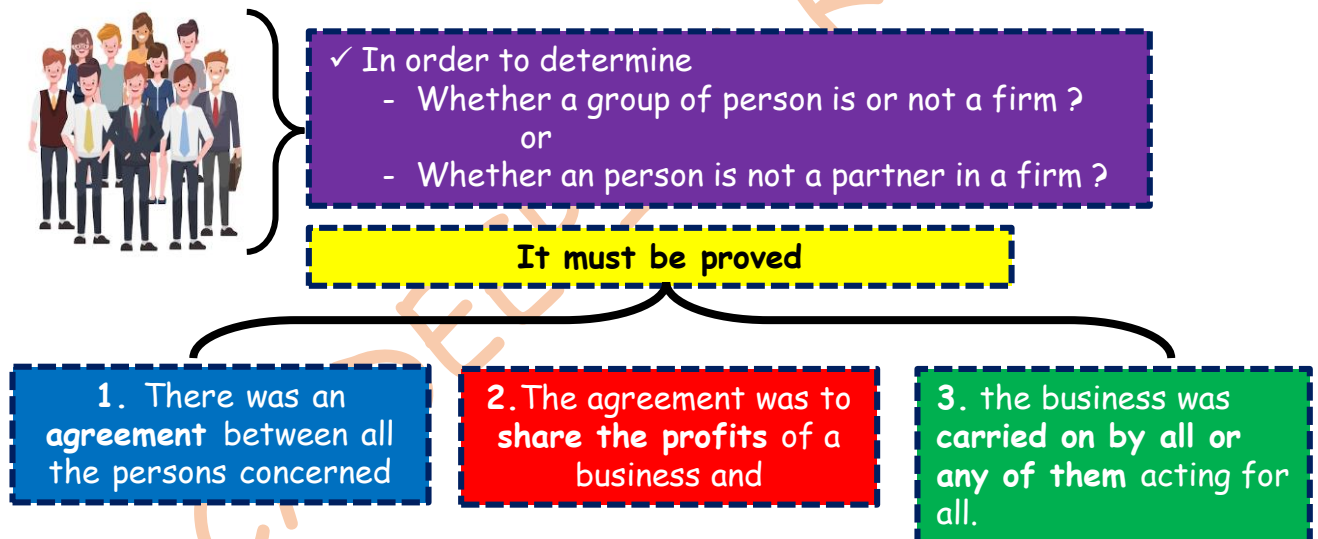 ✓ In order to determine
- Whether a group of person is or not a firm ?
or
- Whether an person is not a partner in a firm ?
It must be proved
1. There was an
agreement between all
the persons concerned
2.The agreement was to
share the profits of a
business and
3. the business was
carried on by all or
any of them acting for
all.